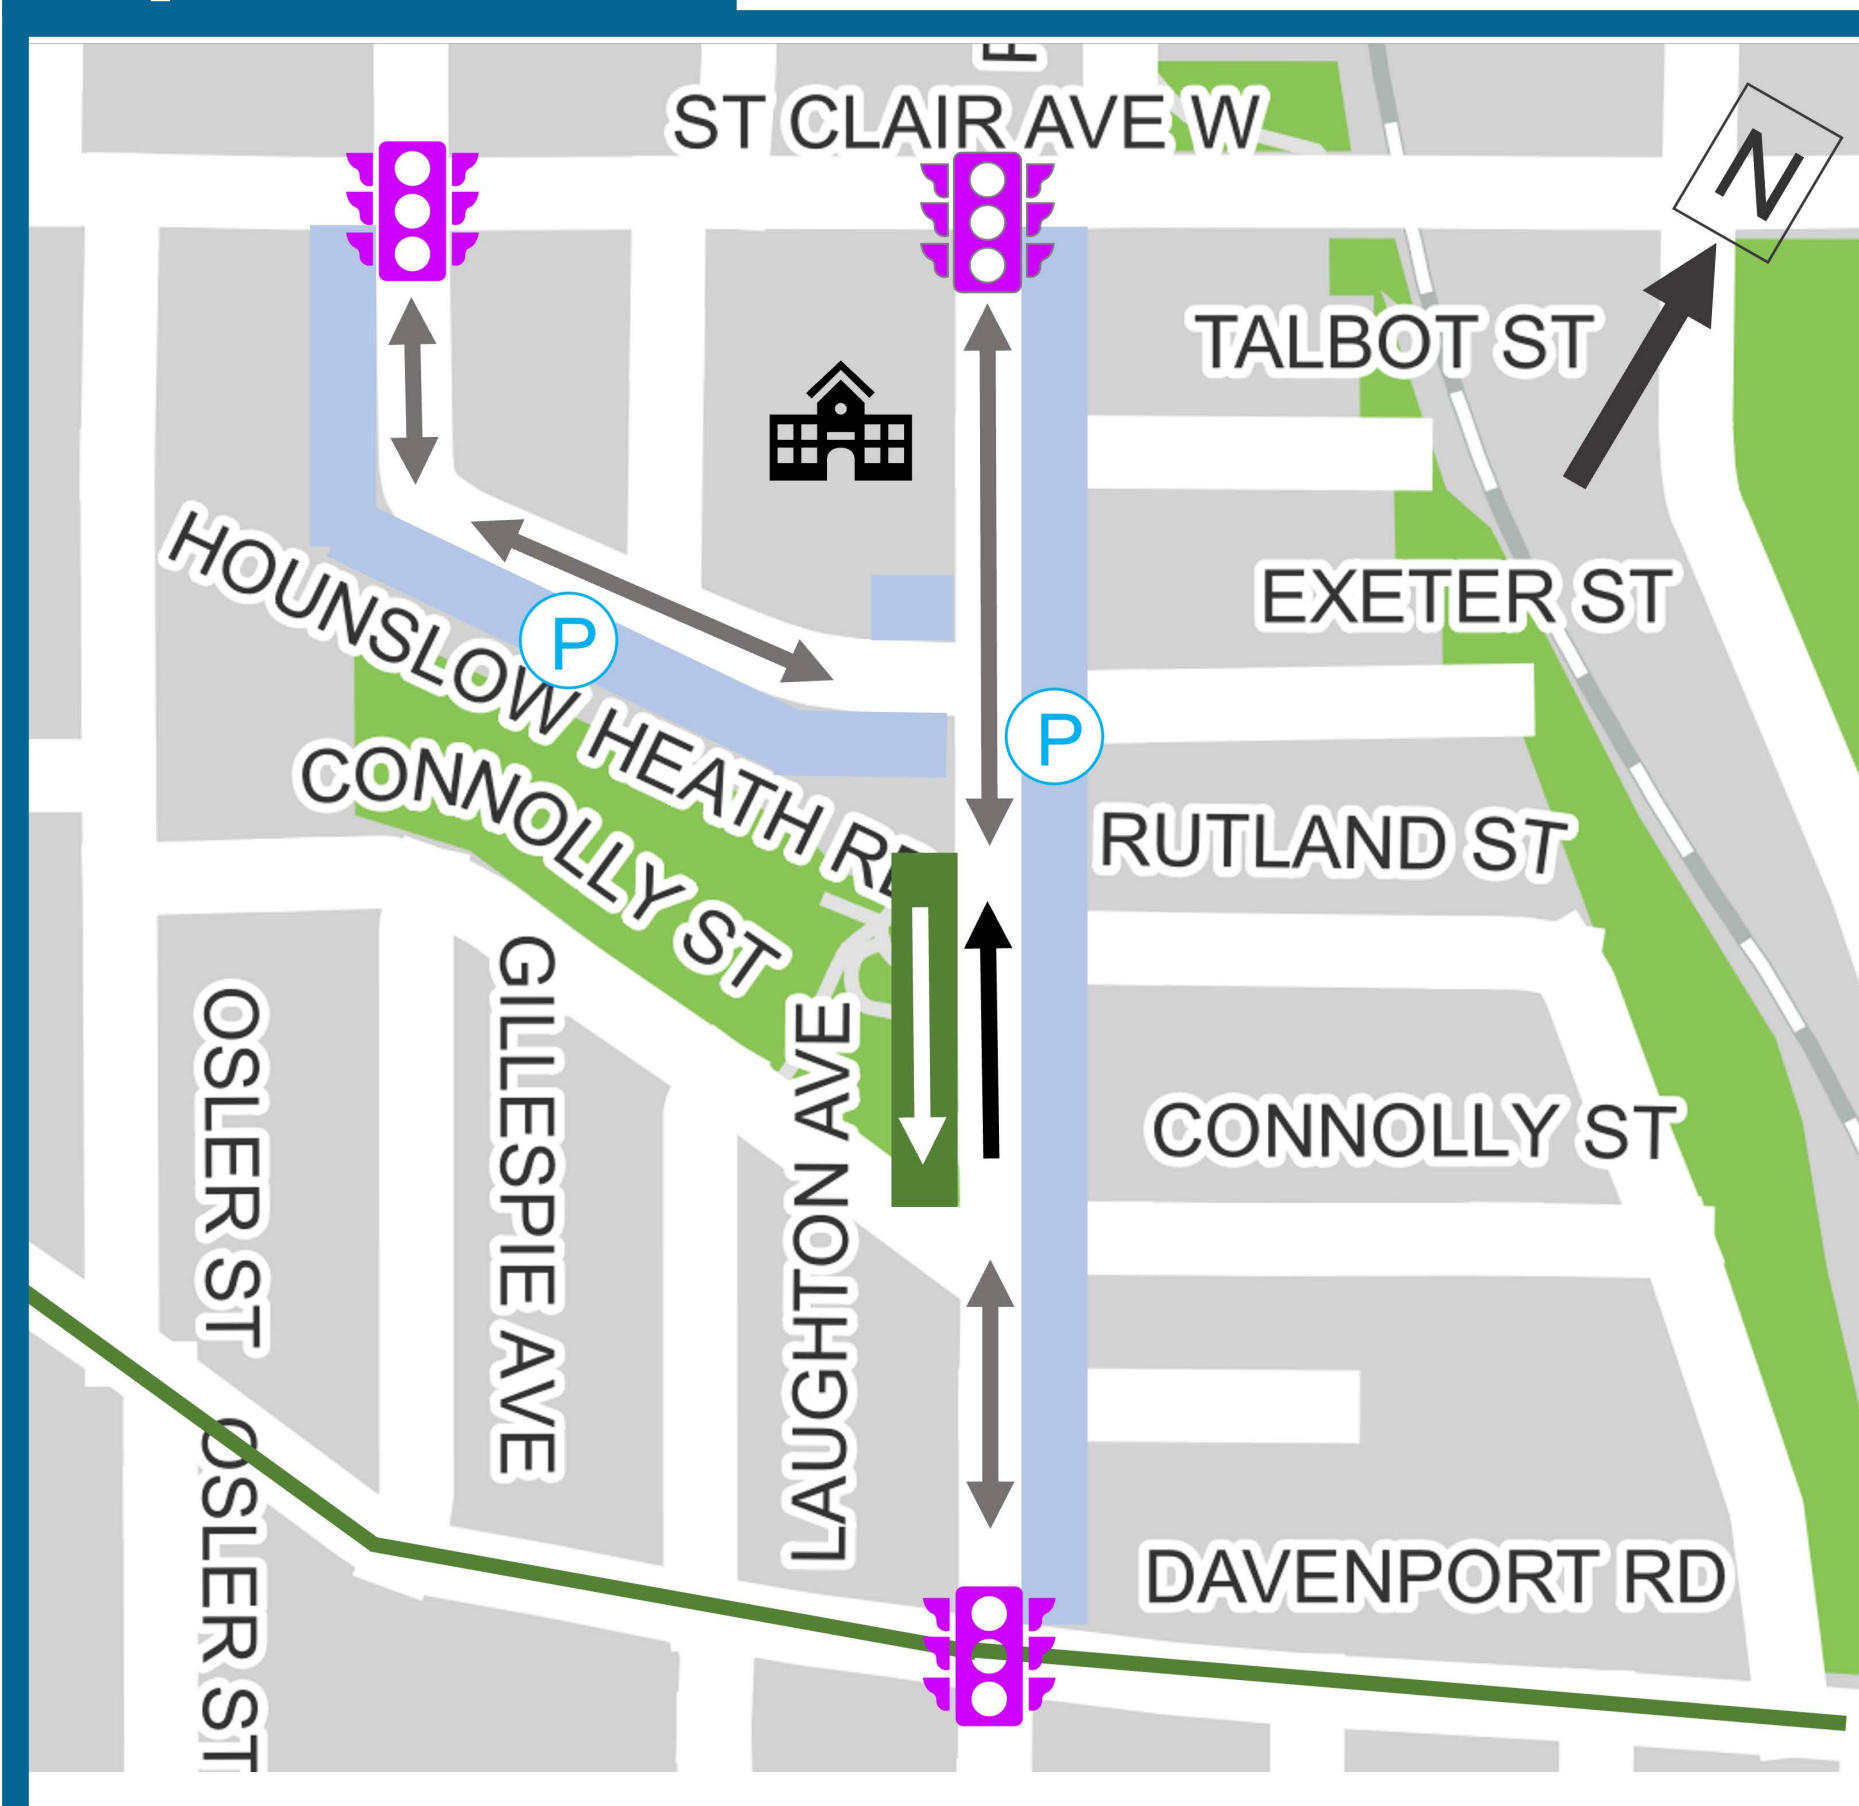 ST CLAIR AVE W
N
TALBOT ST
EXETER ST
HOUNSLOW HEATH RD
P
P
CONNOLLY ST
RUTLAND ST
GILLESPIE AVE
OSLER ST
LAUGHTON AVE
CONNOLLY ST
OSLER ST
DAVENPORT RD